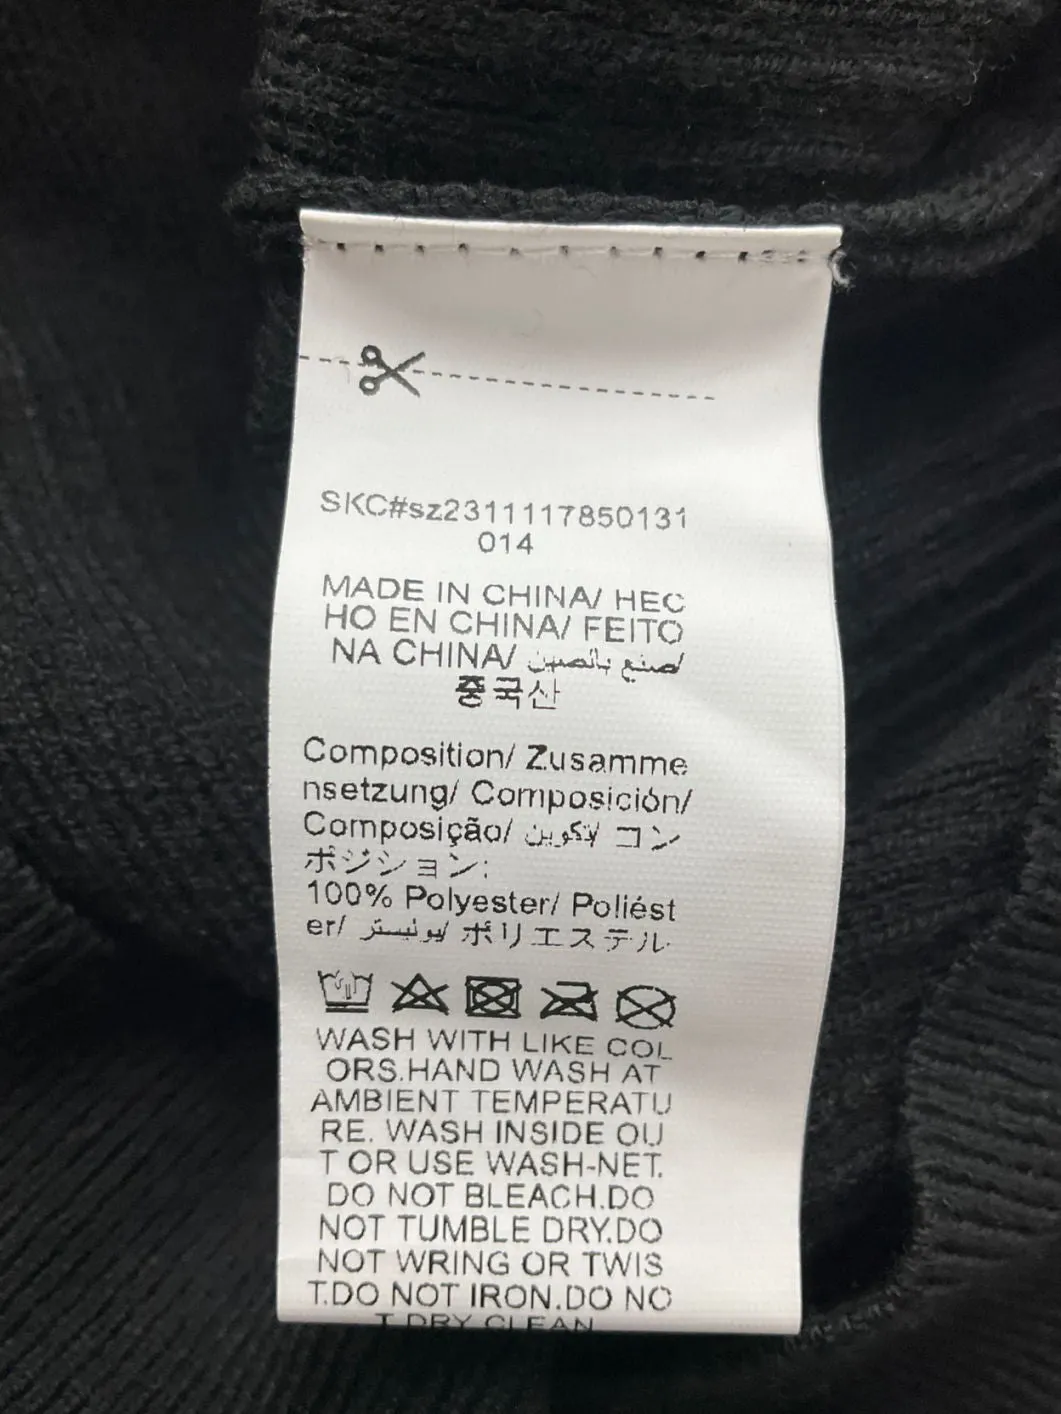 SKC#sz2311117850131
014
MADE IN CHINA/ HEC
HO EN CHINA/ FEITO
NA CHINA/ صنع بالصين/
중국산
Composition/ Zusamme
nsetzung/ Composición/
Composição/ التكوين/ コン
ポジション:
100% Polyester/ Poliést
er/ بوليستر/ ポリエステル
WASH WITH LIKE COL
ORS.HAND WASH AT
AMBIENT TEMPERATU
RE. WASH INSIDE OU
T OR USE WASH-NET.
DO NOT BLEACH.DO
NOT TUMBLE DRY.DO
NOT WRING OR TWIS
T.DO NOT IRON.DO NO
T DRY CLEAN